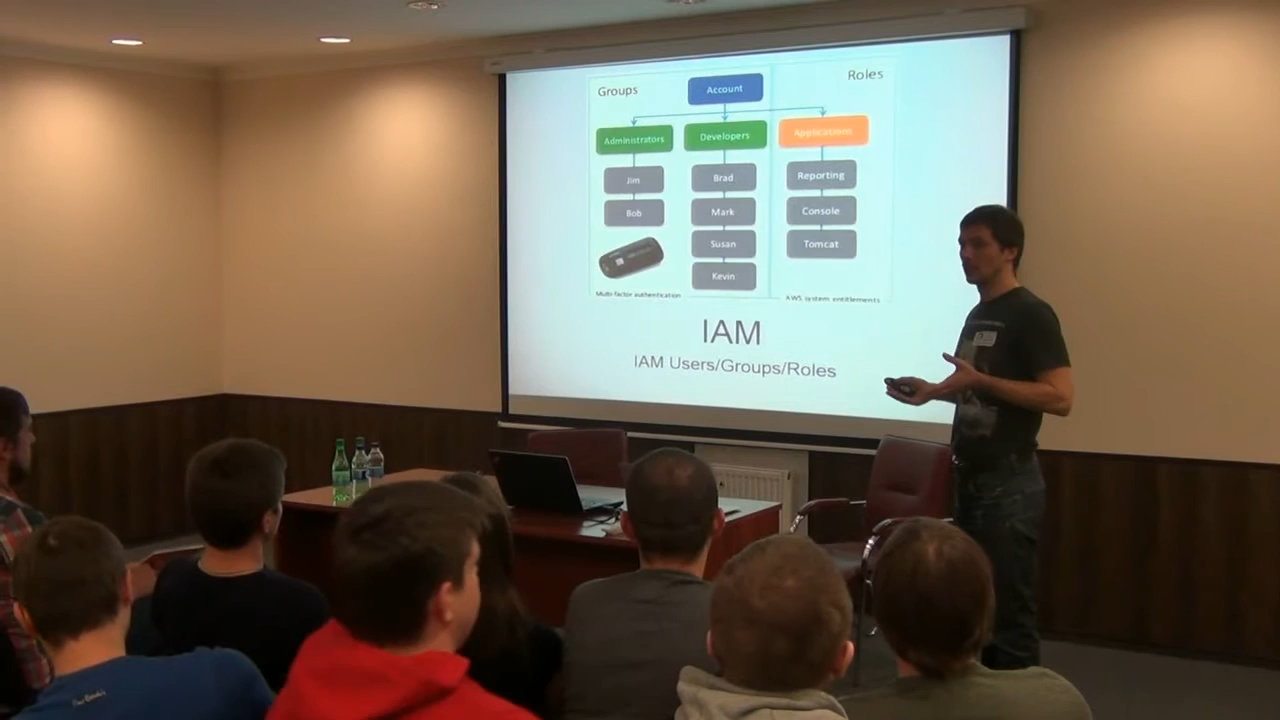 Groups
Account
Roles
Administrators
Developers
Applications
Jim
Brad
Reporting
Bob
Mark
Console
Susan
Tomcat
Kevin
Multi-factor authentication
AWS system entitlements
IAM
IAM Users/Groups/Roles